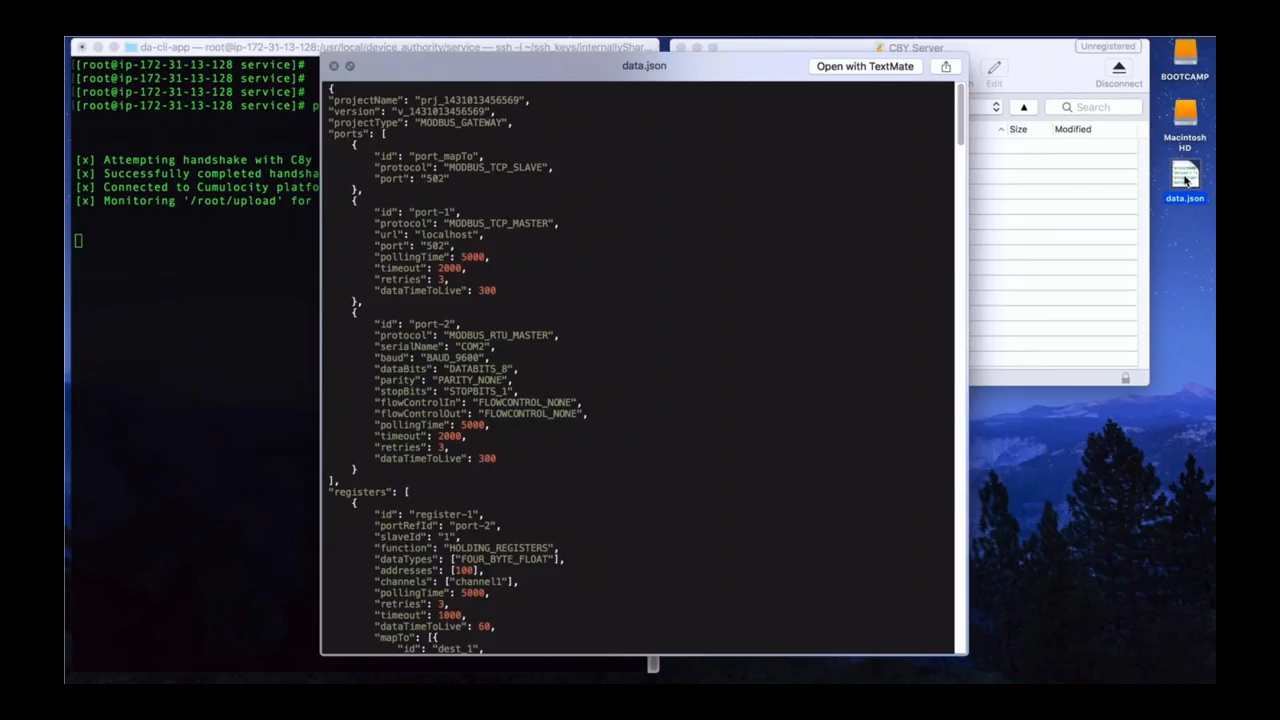 da-cli-app — root@ip-172-31-13-128:/usr/local/device_authority/service — ssh -i ~/ssh_keys/internallyShar...
[root@ip-172-31-13-128 service]#
[root@ip-172-31-13-128 service]#
[root@ip-172-31-13-128 service]#
[root@ip-172-31-13-128 service]# p
[x] Attempting handshake with C8y
[x] Successfully completed handsha
[x] Connected to Cumulocity platfo
[x] Monitoring '/root/upload' for
data.json
Open with TextMate
{
"projectName": "prj_1431013456569",
"version": "v_1431013456569",
"projectType": "MODBUS_GATEWAY",
"ports": [
{
"id": "port_mapTo",
"protocol": "MODBUS_TCP_SLAVE",
"port": "502"
},
{
"id": "port-1",
"protocol": "MODBUS_TCP_MASTER",
"url": "localhost",
"port": "502",
"pollingTime": 5000,
"timeout": 2000,
"retries": 3,
"dataTimeToLive": 300
},
{
"id": "port-2",
"protocol": "MODBUS_RTU_MASTER",
"serialName": "COM2",
"baud": "BAUD_9600",
"dataBits": "DATABITS_8",
"parity": "PARITY_NONE",
"stopBits": "STOPBITS_1",
"flowControlIn": "FLOWCONTROL_NONE",
"flowControlOut": "FLOWCONTROL_NONE",
"pollingTime": 5000,
"timeout": 2000,
"retries": 3,
"dataTimeToLive": 300
}
],
"registers": [
{
"id": "register-1",
"portRefId": "port-2",
"slaveId": "1",
"function": "HOLDING_REGISTERS",
"dataTypes": ["FOUR_BYTE_FLOAT"],
"addresses": [100],
"channels": ["channel1"],
"pollingTime": 5000,
"retries": 3,
"timeout": 1000,
"dataTimeToLive": 60,
"mapTo": [{
"id": "dest_1",
C8Y Server
Unregistered
Edit
Disconnect
Search
Size
Modified
BOOTCAMP
Macintosh
HD
data.json